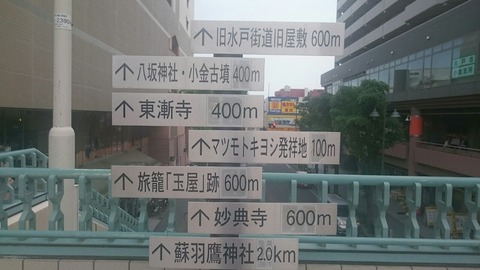 ↑旧水戸街道旧屋敷 600m
↑八坂神社・小金古墳 400m
↑東漸寺 400m
↑マツモトキヨシ発祥地 100m
↑旅籠「玉屋」跡 600m
↑妙典寺 600m
↑蘇羽鷹神社 2.0km